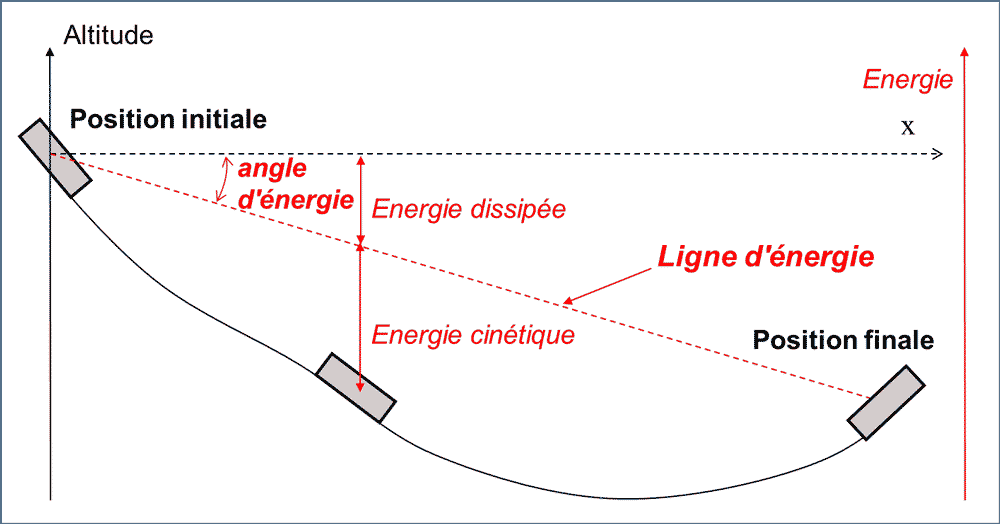 Altitude
Energie
Position initiale
x
angle
d'énergie
Energie dissipée
Ligne d'énergie
Energie cinétique
Position finale